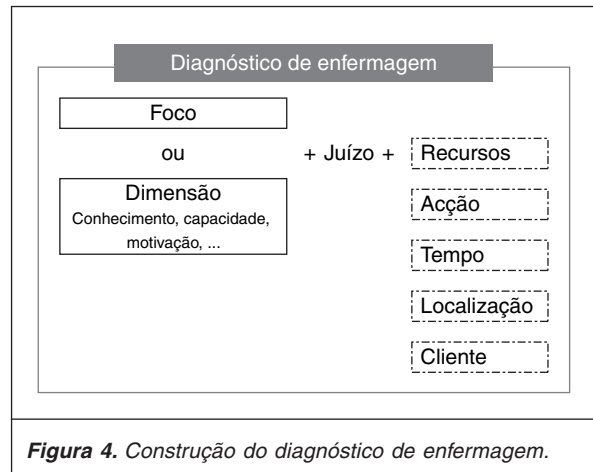 Diagnóstico de enfermagem
Foco
ou
+ Juízo +
Recursos
Dimensão
Conhecimento, capacidade,
motivação, ...
Acção
Tempo
Localização
Cliente
Figura 4. Construção do diagnóstico de enfermagem.